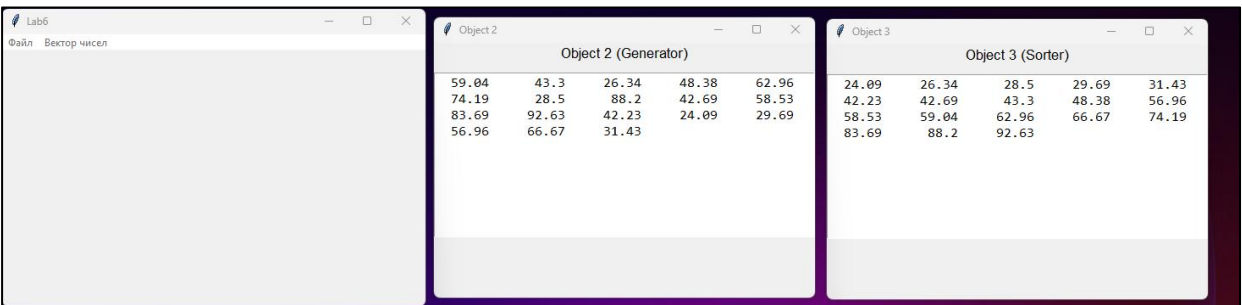 Lab6
Файл Вектор чисел
Object 2
Object 2 (Generator)
59.04 43.3 26.34 48.38 62.96
74.19 28.5 88.2 42.69 58.53
83.69 92.63 42.23 24.09 29.69
56.96 66.67 31.43
Object 3
Object 3 (Sorter)
24.09 26.34 28.5 29.69 31.43
42.23 42.69 43.3 48.38 56.96
58.53 59.04 62.96 66.67 74.19
83.69 88.2 92.63